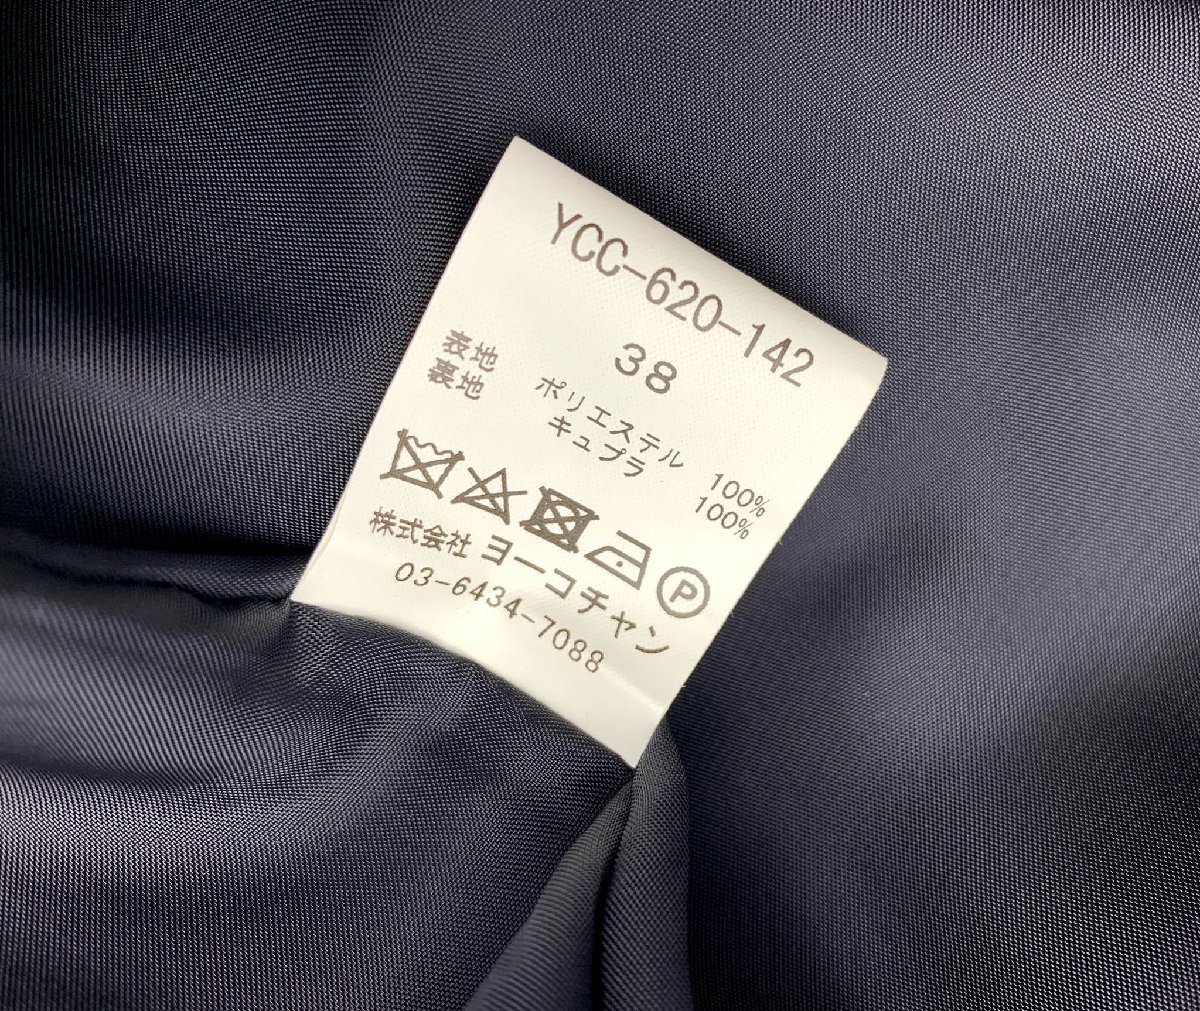 YCC-620-142
38
表地 ポリエステル 100%
裏地 キュプラ 100%
P
株式会社 ヨーコチャン
03-6434-7088